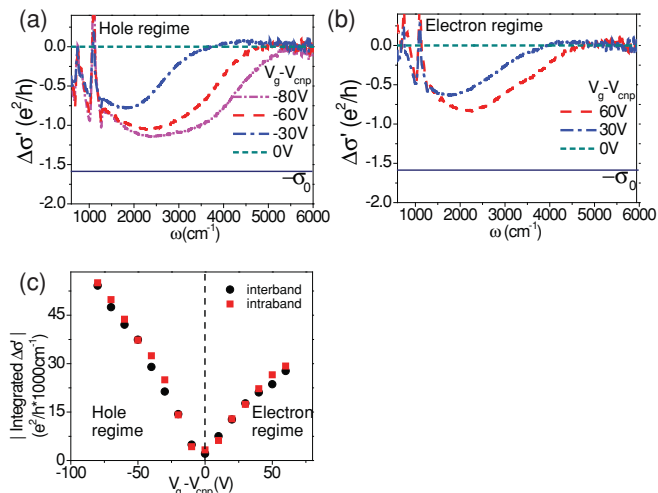 (a)
Hole regime
Vg-Vcnp
-80V
-60V
-30V
0V
−σ0
0.0
-0.5
-1.0
-1.5
-2.0
Δσ' (e²/h)
1000 2000 3000 4000 5000 6000
ω(cm⁻¹)
(b)
Electron regime
Vg-Vcnp
60V
30V
0V
−σ0
0.0
-0.5
-1.0
-1.5
-2.0
Δσ' (e²/h)
1000 2000 3000 4000 5000 6000
ω(cm⁻¹)
(c)
interband
intraband
45
30
15
0
| Integrated Δσ' |
(e²/h*1000cm⁻¹)
Hole
regime
Electron
regime
-100 -50 0 50
Vg-Vcnp(V)